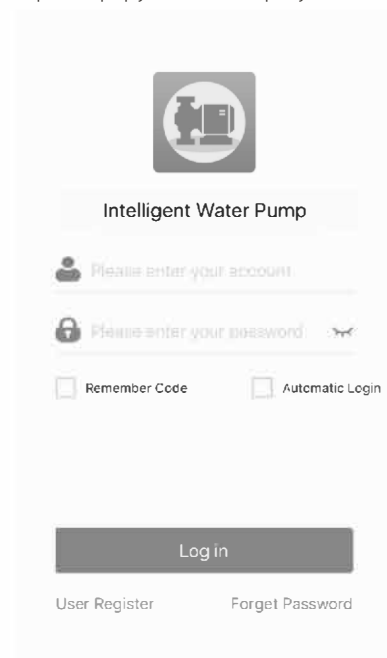 Intelligent Water Pump
Please enter your account
Please enter your password
Remember Code Automatic Login
Log in
User Register Forget Password